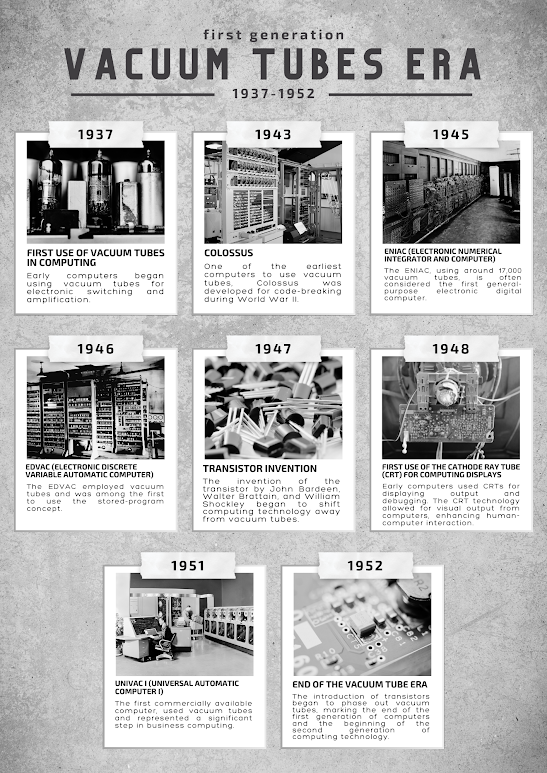 first generation
VACUUM TUBES ERA
1937-1952
1937
FIRST USE OF VACUUM TUBES
IN COMPUTING
Early computers began
using vacuum tubes for
electronic switching and
amplification.
1943
COLOSSUS
One of the earliest
computers to use vacuum
tubes, Colossus was
developed for code-breaking
during World War II.
1945
ENIAC (ELECTRONIC NUMERICAL
INTEGRATOR AND COMPUTER)
The ENIAC, using around 17,000
vacuum tubes, is often
considered the first general-
purpose electronic digital
computer.
1946
EDVAC (ELECTRONIC DISCRETE
VARIABLE AUTOMATIC COMPUTER)
The EDVAC employed vacuum
tubes and was among the first
to use the stored-program
concept.
1947
TRANSISTOR INVENTION
The invention of the
transistor by John Bardeen,
Walter Brattain, and William
Shockley began to shift
computing technology away
from vacuum tubes.
1948
FIRST USE OF THE CATHODE RAY TUBE
(CRT) FOR COMPUTING DISPLAYS
Early computers used CRTs for
displaying output and
debugging. The CRT technology
allowed for visual output from
computers, enhancing human-
computer interaction.
1951
UNIVAC I (UNIVERSAL AUTOMATIC
COMPUTER I)
The first commercially available
computer, used vacuum tubes
and represented a significant
step in business computing.
1952
END OF THE VACUUM TUBE ERA
The introduction of transistors
began to phase out vacuum
tubes, marking the end of the
first generation of computers
and the beginning of the
second generation of
computing technology.